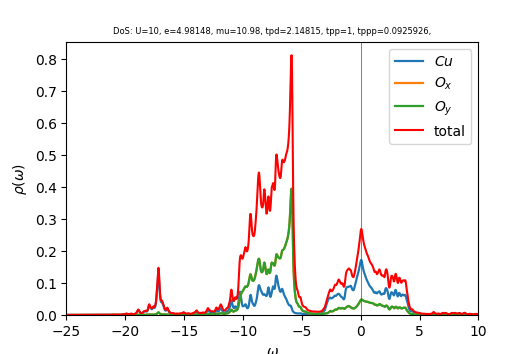 DoS: U=10, e=4.98148, mu=10.98, tpd=2.14815, tpp=1, tppp=0.0925926,
ρ(ω)
0.8
0.7
0.6
0.5
0.4
0.3
0.2
0.1
0.0
Cu
O_x
O_y
total
−25 −20 −15 −10 −5 0 5 10
ω